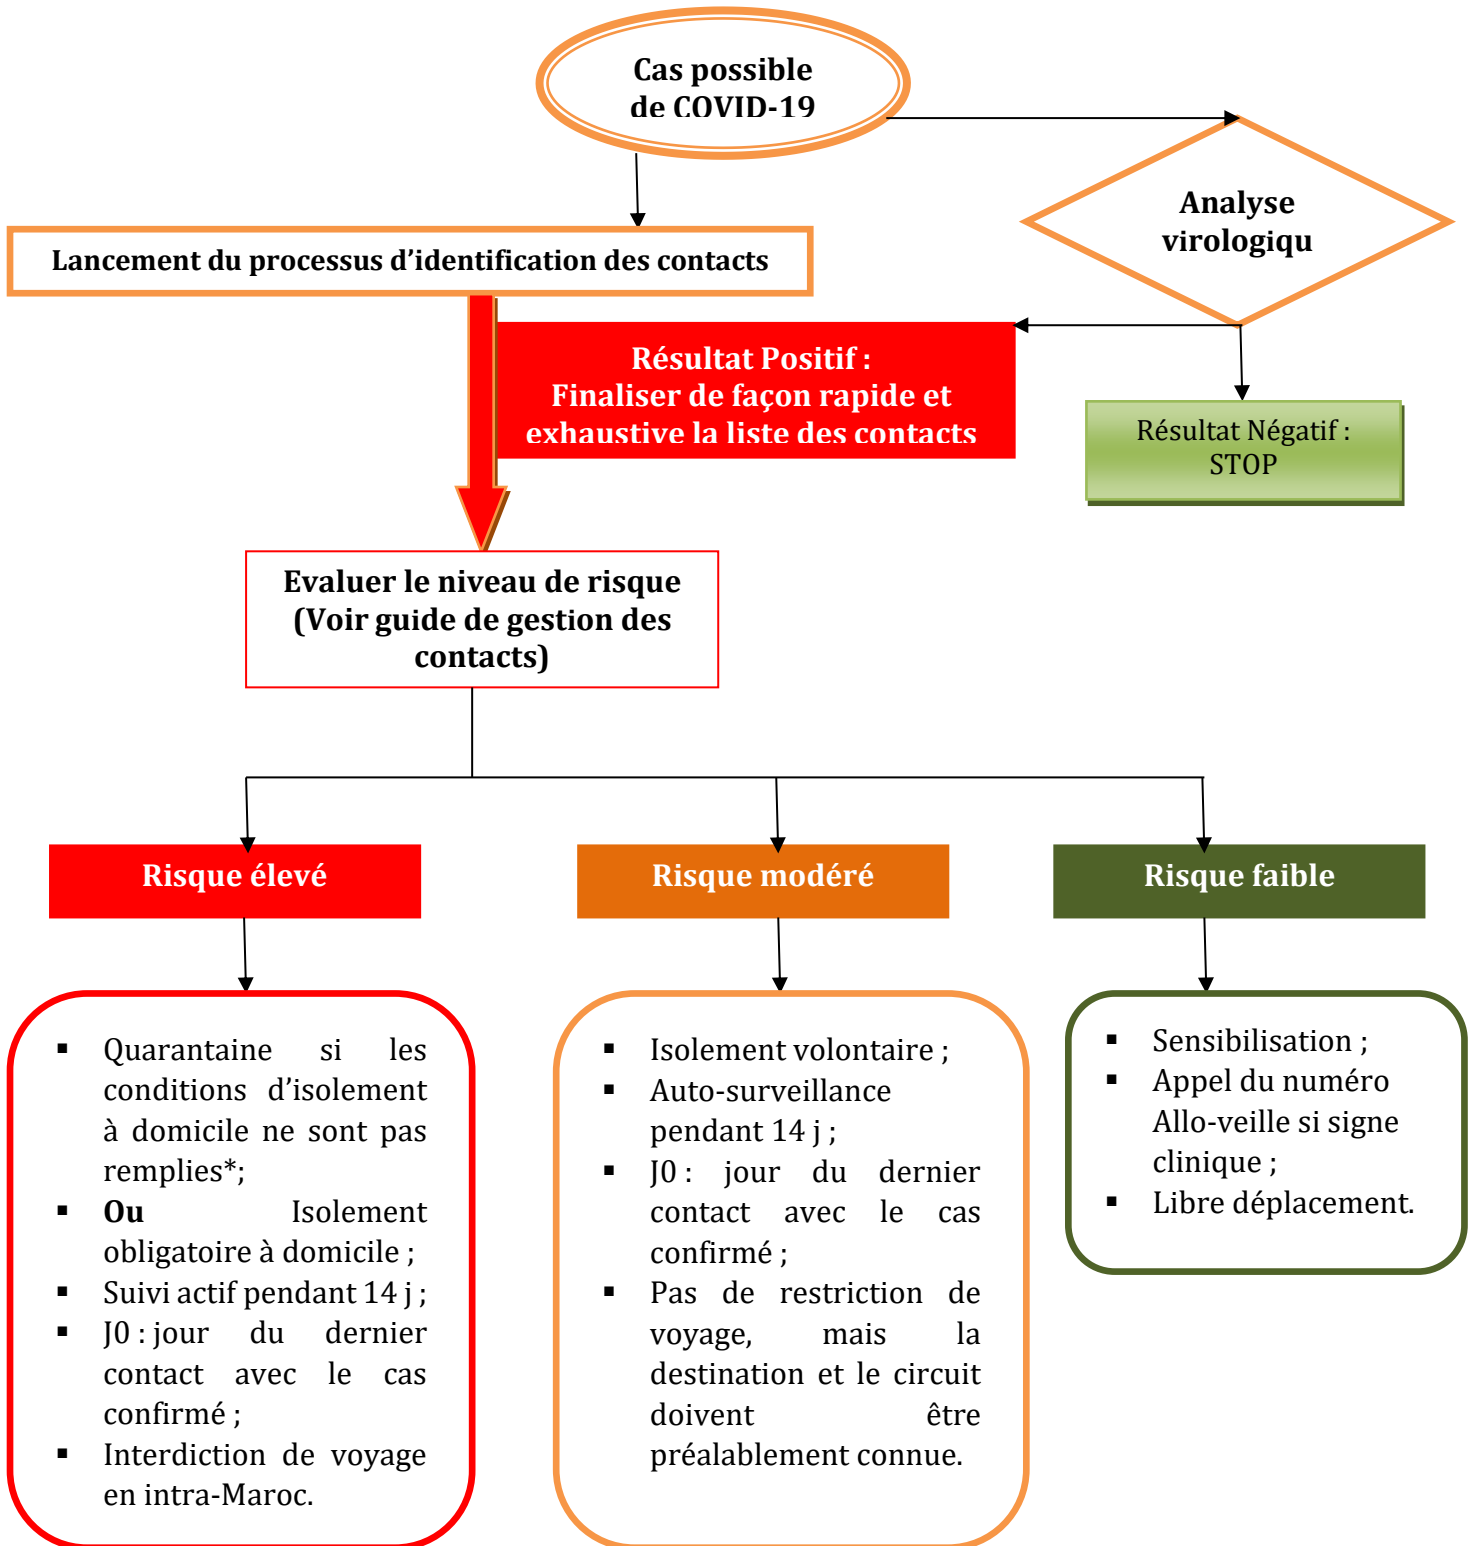 Cas possible
de COVID-19
Analyse
virologiqu
Lancement du processus d’identification des contacts
Résultat Positif :
Finaliser de façon rapide et
exhaustive la liste des contacts
Résultat Négatif :
STOP
Evaluer le niveau de risque
(Voir guide de gestion des
contacts)
Risque élevé
Risque modéré
Risque faible
▪ Quarantaine si les
conditions d’isolement
à domicile ne sont pas
remplies*;
▪ Ou Isolement
obligatoire à domicile ;
▪ Suivi actif pendant 14 j ;
▪ J0 : jour du dernier
contact avec le cas
confirmé ;
▪ Interdiction de voyage
en intra-Maroc.
▪ Isolement volontaire ;
▪ Auto-surveillance
pendant 14 j ;
▪ J0 : jour du dernier
contact avec le cas
confirmé ;
▪ Pas de restriction de
voyage, mais la
destination et le circuit
doivent être
préalablement connue.
▪ Sensibilisation ;
▪ Appel du numéro
Allo-veille si signe
clinique ;
▪ Libre déplacement.